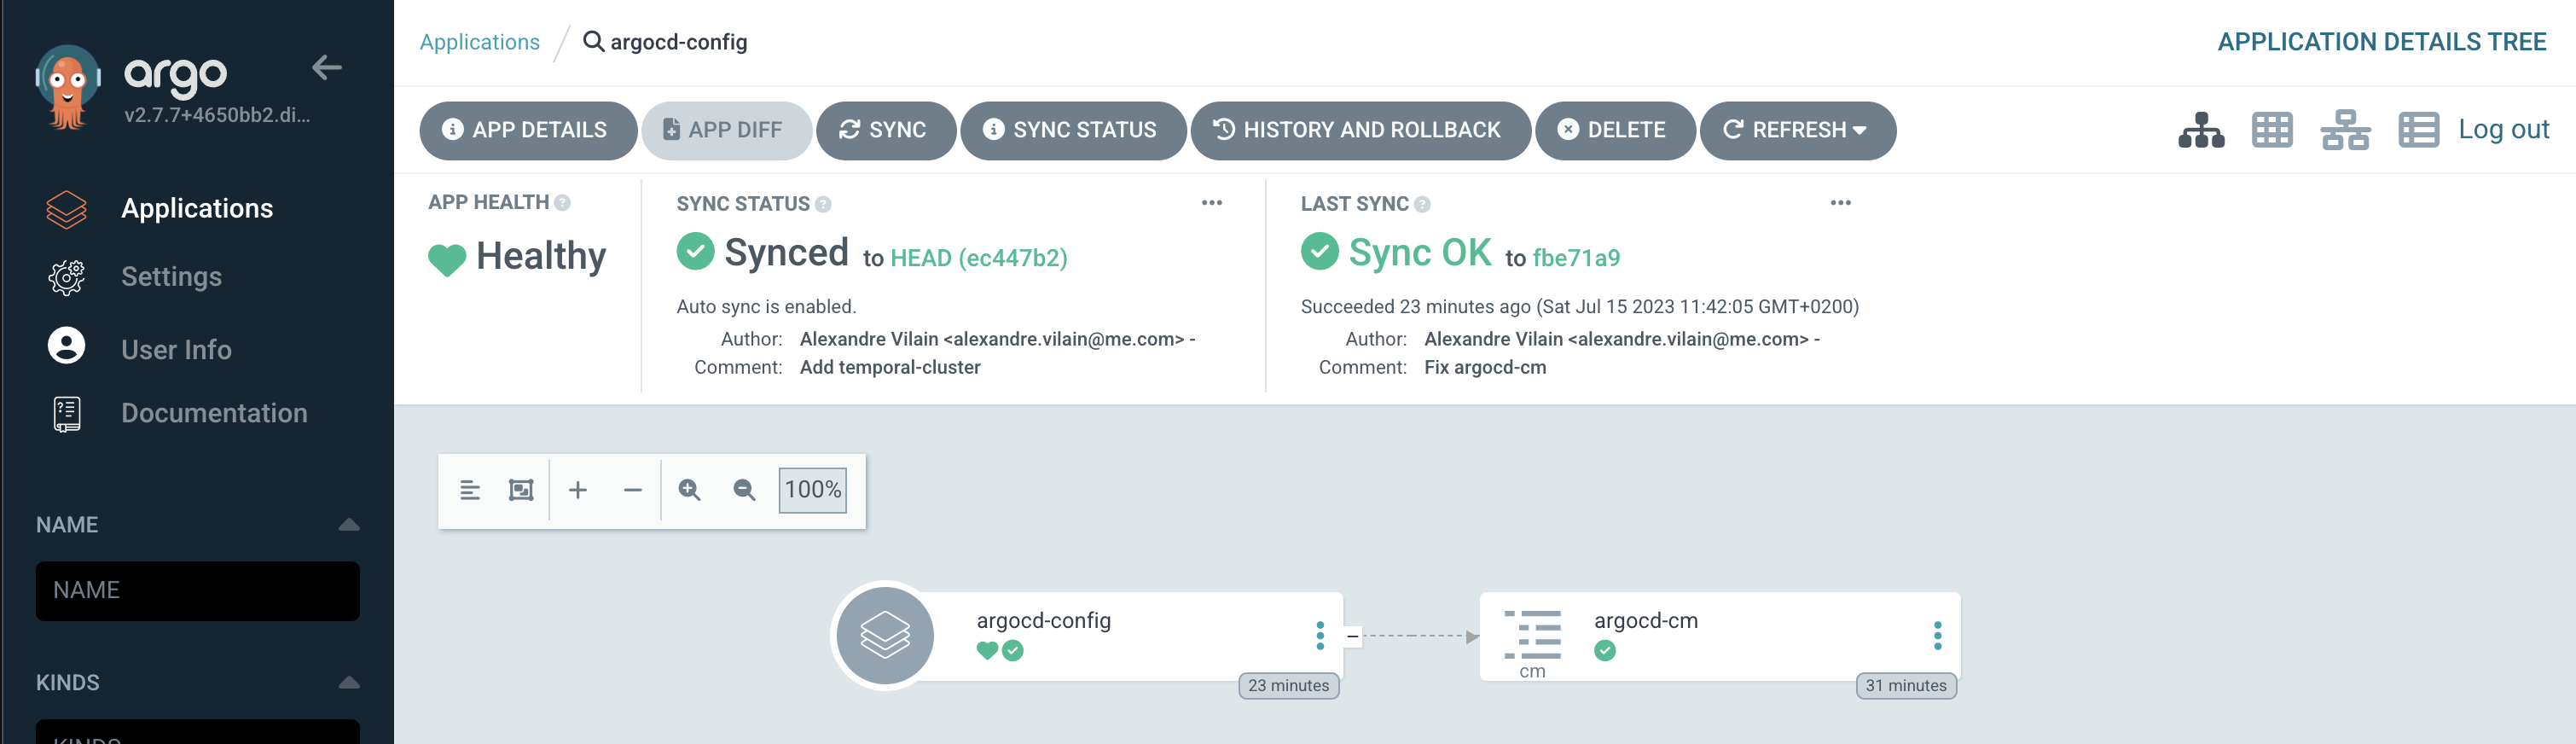 argo
v2.7.7+4650bb2.di...
Applications
Settings
User Info
Documentation
NAME
NAME
KINDS
KINDS
Applications / argocd-config
APPLICATION DETAILS TREE
APP DETAILS
APP DIFF
SYNC
SYNC STATUS
HISTORY AND ROLLBACK
DELETE
REFRESH
Log out
APP HEALTH
Healthy
SYNC STATUS
Synced to HEAD (ec447b2)
Auto sync is enabled.
Author: Alexandre Vilain <alexandre.vilain@me.com> -
Comment: Add temporal-cluster
LAST SYNC
Sync OK to fbe71a9
Succeeded 23 minutes ago (Sat Jul 15 2023 11:42:05 GMT+0200)
Author: Alexandre Vilain <alexandre.vilain@me.com> -
Comment: Fix argocd-cm
100%
argocd-config
23 minutes
cm
argocd-cm
31 minutes